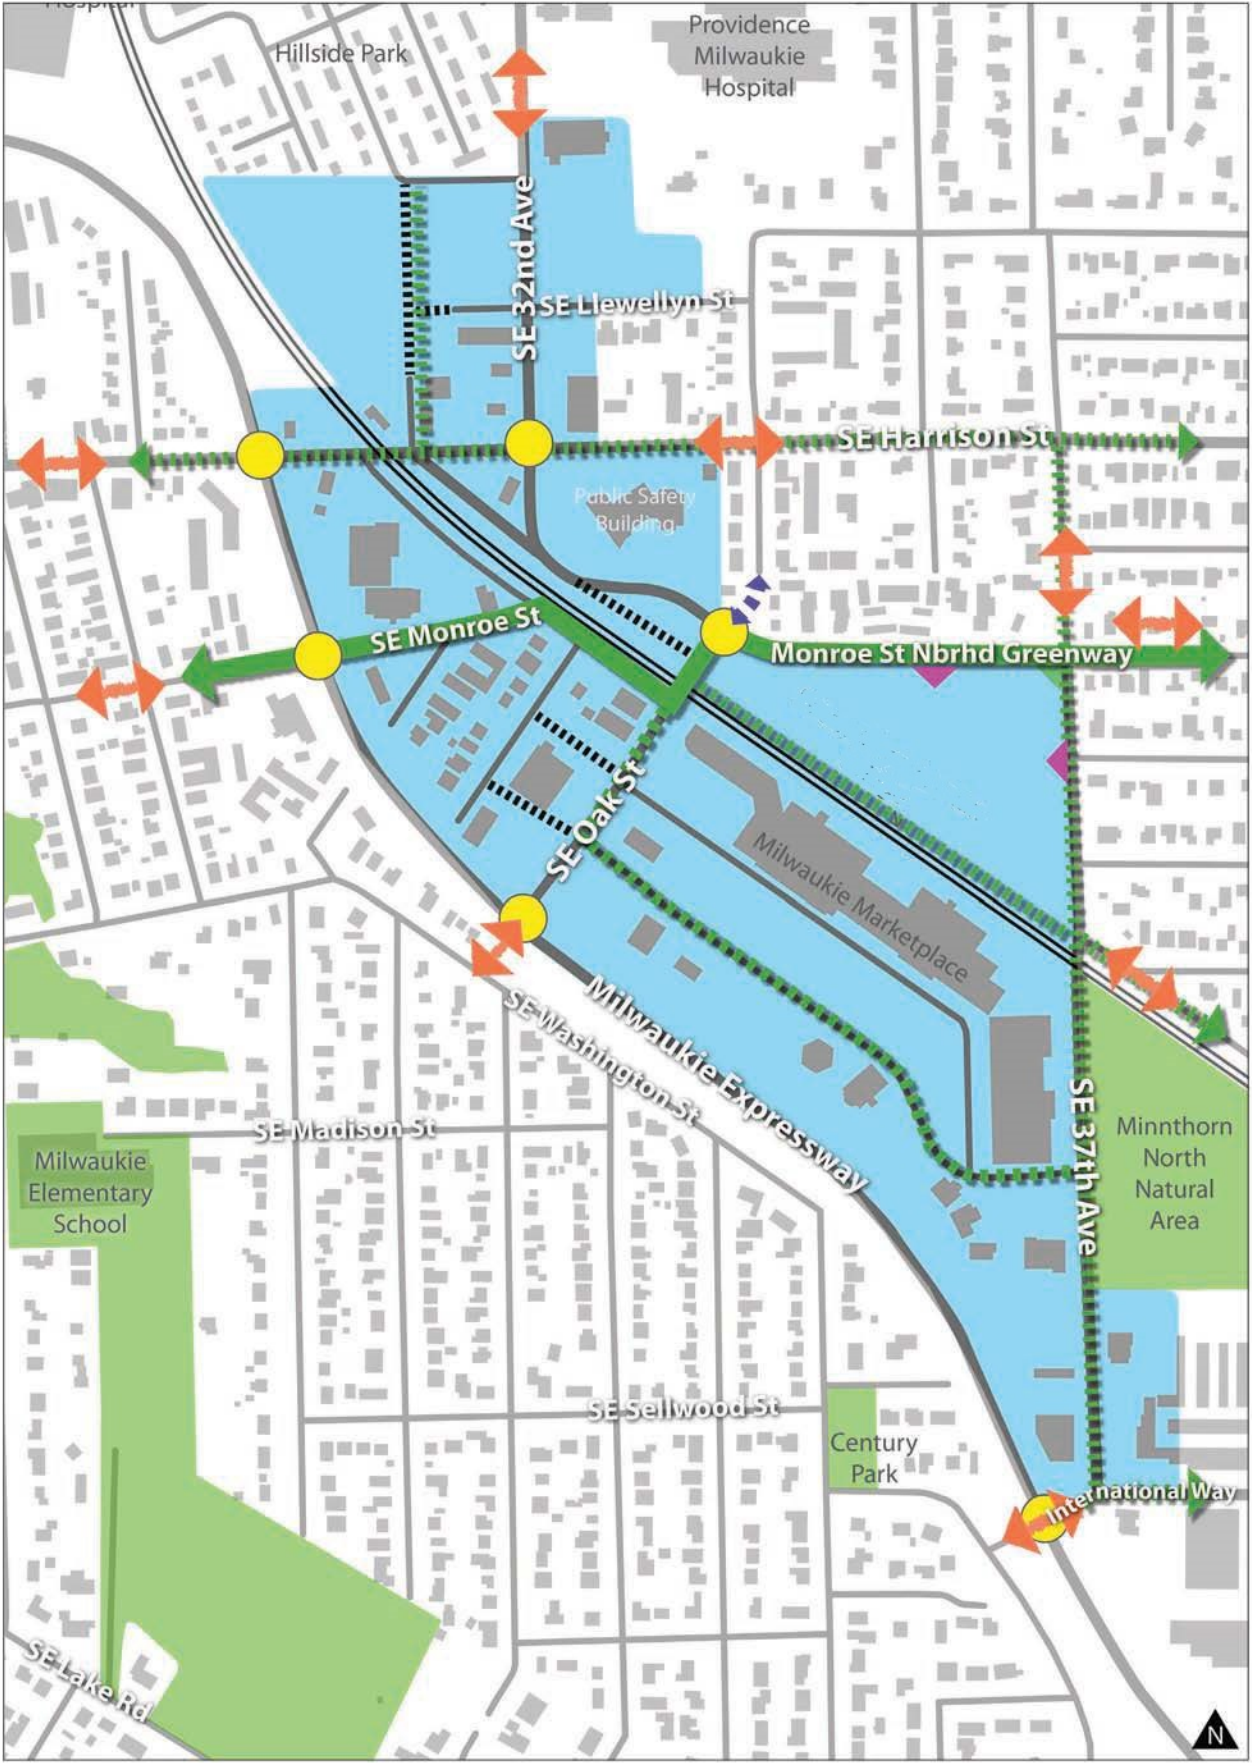 Hospital
Hillside Park
Providence
Milwaukie
Hospital
SE 32nd Ave
SE Llewellyn St
SE Harrison St
Public Safety
Building
SE Monroe St
Monroe St Nbrhd Greenway
SE Oak St
Milwaukie Marketplace
Milwaukie Expressway
SE Washington St
SE Madison St
SE 37th Ave
Minnthorn
North
Natural
Area
Milwaukie
Elementary
School
SE Sellwood St
Century
Park
International Way
SE Lake Rd
N